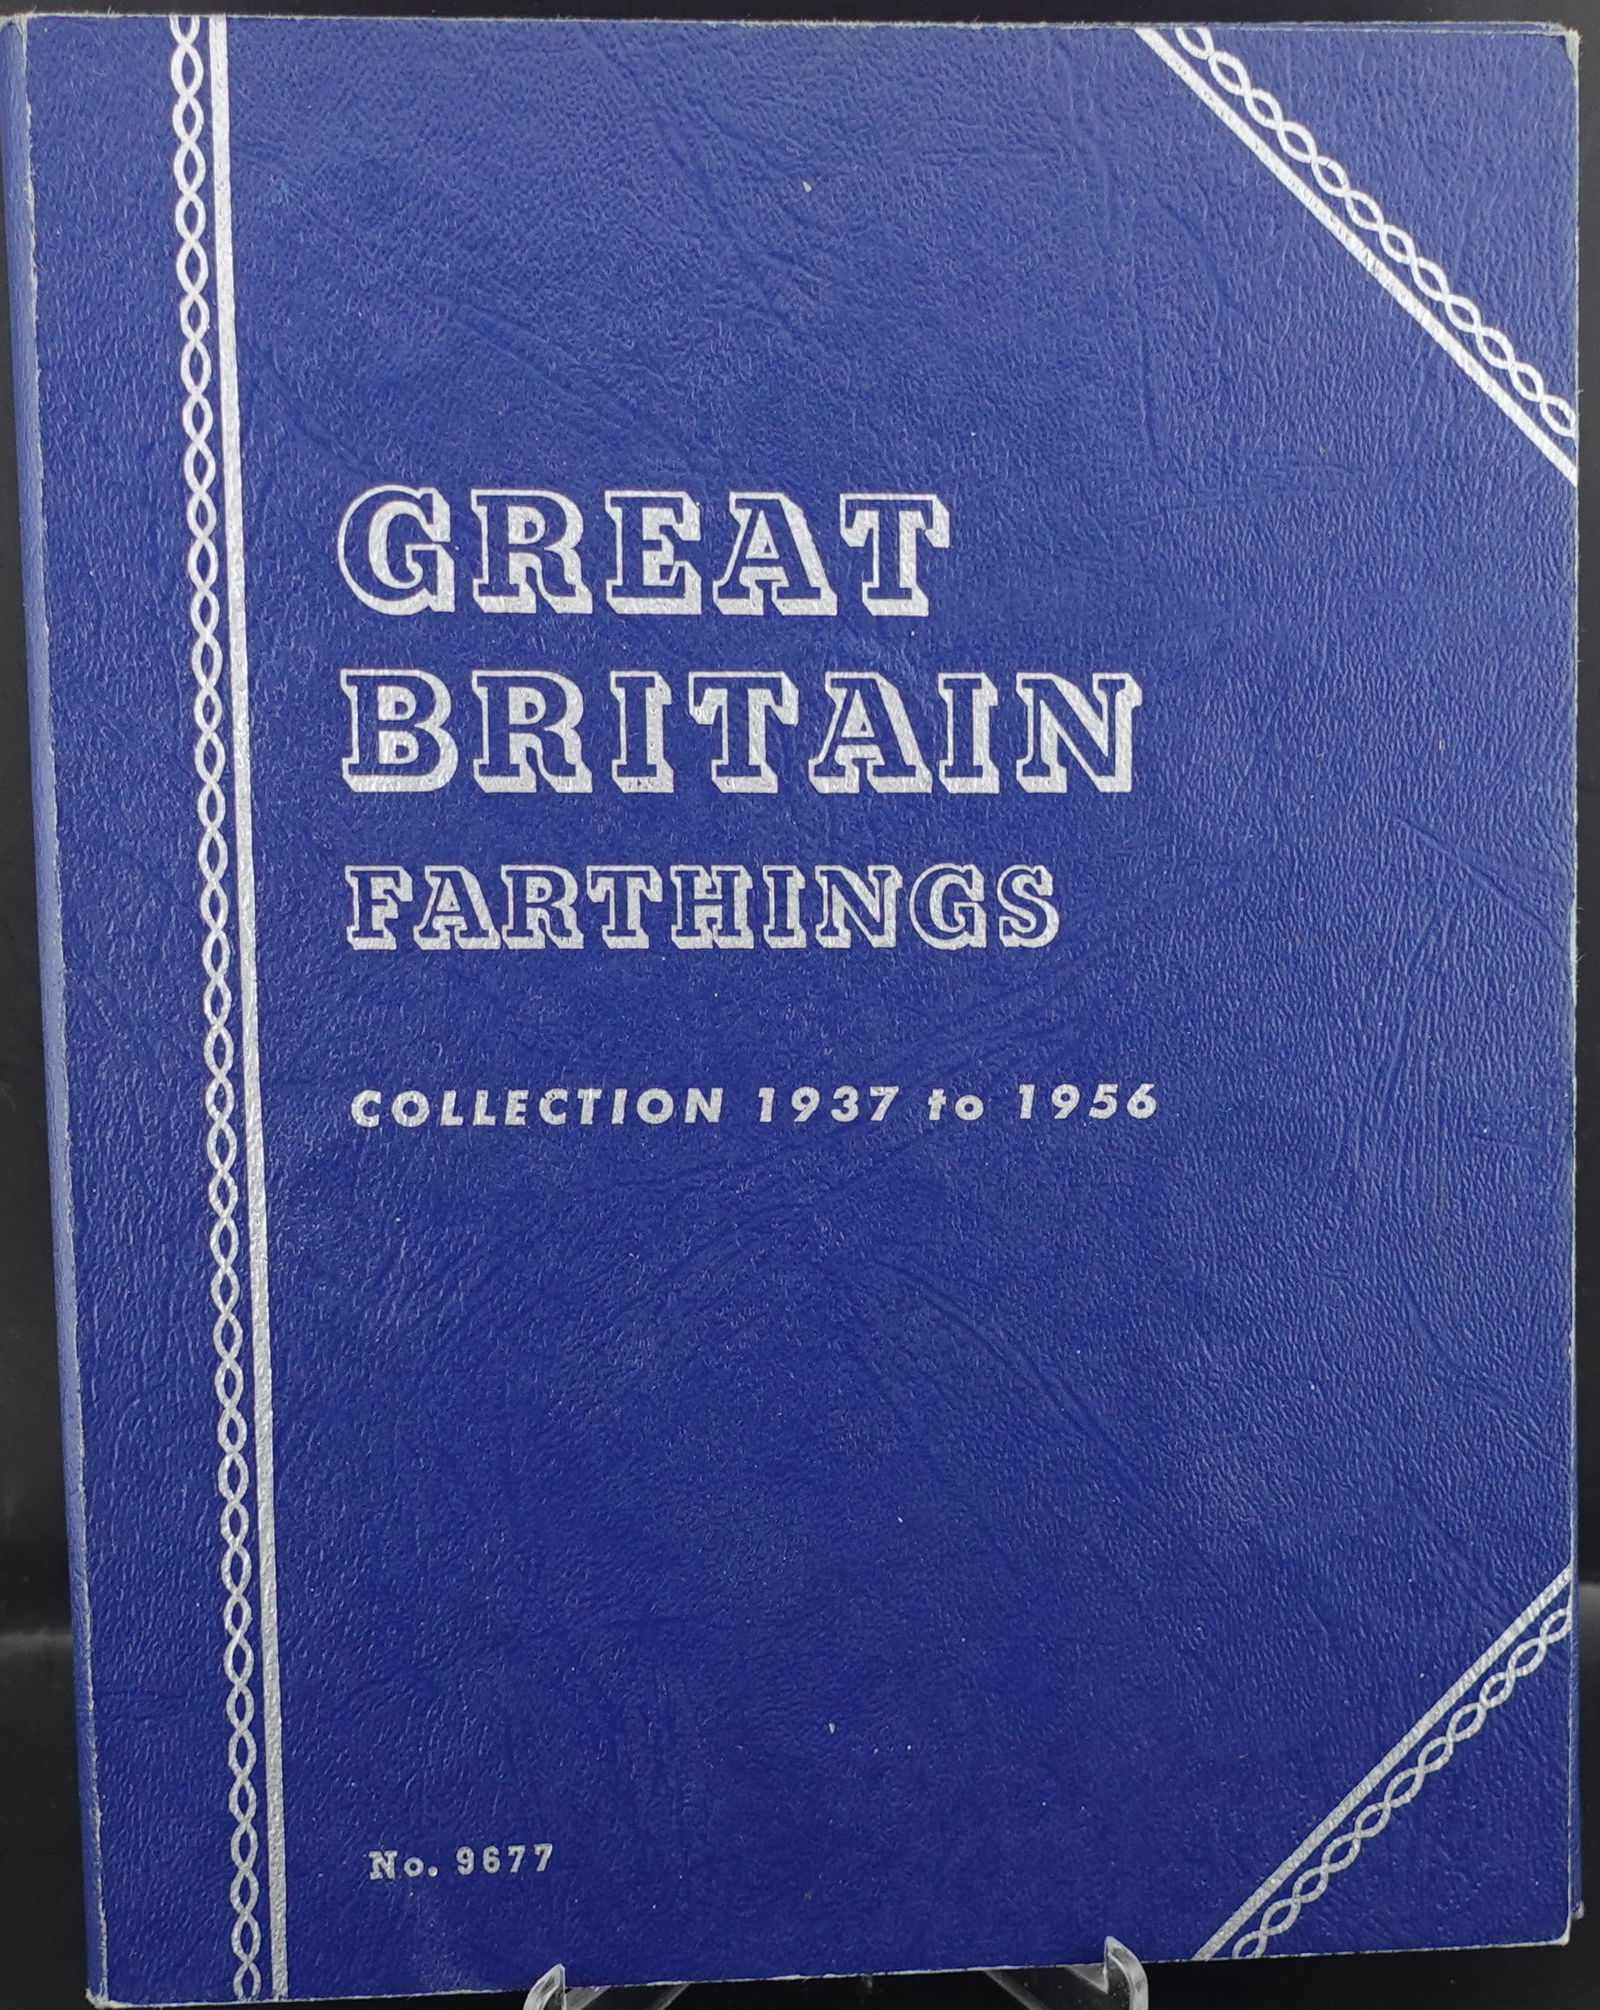 GREAT
BRITAIN
FARTHINGS
COLLECTION 1937 to 1956
No. 9677